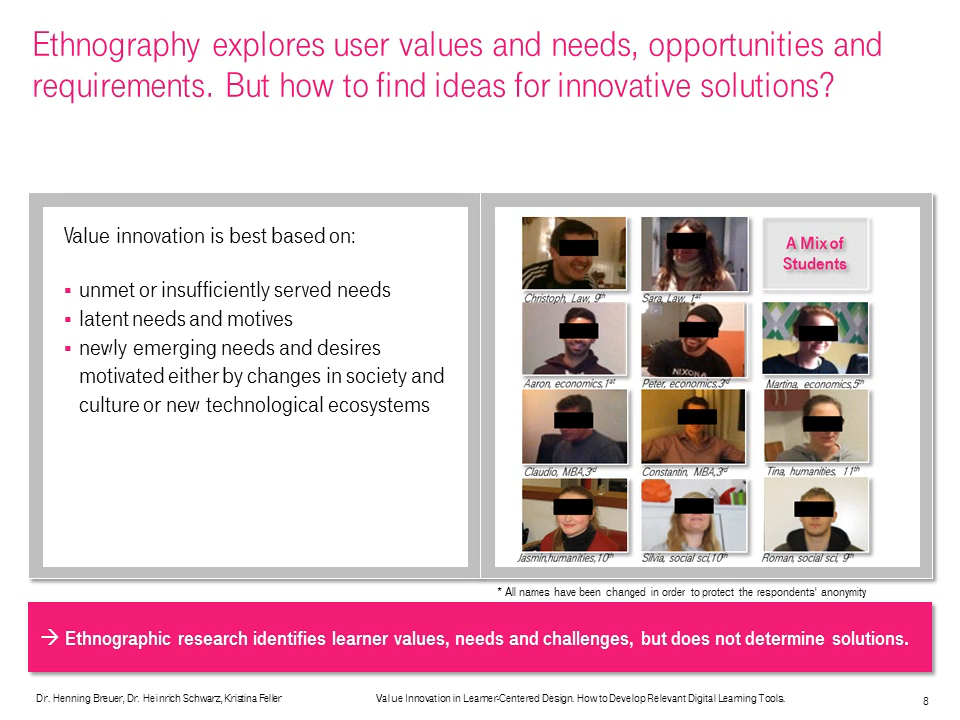 Ethnography explores user values and needs, opportunities and
requirements. But how to find ideas for innovative solutions?
Value innovation is best based on:
▪ unmet or insufficiently served needs
▪ latent needs and motives
▪ newly emerging needs and desires
motivated either by changes in society and
culture or new technological ecosystems
A Mix of
Students
Christoph, Law, 9th
Sara, Law, 1st
NIXON
Aaron, economics,1st
Peter, economics,3rd
Martina, economics,5th
Claudio, MBA,3rd
Constantin, MBA,3rd
Tina, humanities, 11th
Jasmin,humanities,10th
Silvia, social sci,10th
Roman, social sci, 9th
* All names have been changed in order to protect the respondents' anonymity
→ Ethnographic research identifies learner values, needs and challenges, but does not determine solutions.
Dr. Henning Breuer, Dr. Heinrich Schwarz, Kristina Feller
Value Innovation in Learner-Centered Design. How to Develop Relevant Digital Learning Tools.
8